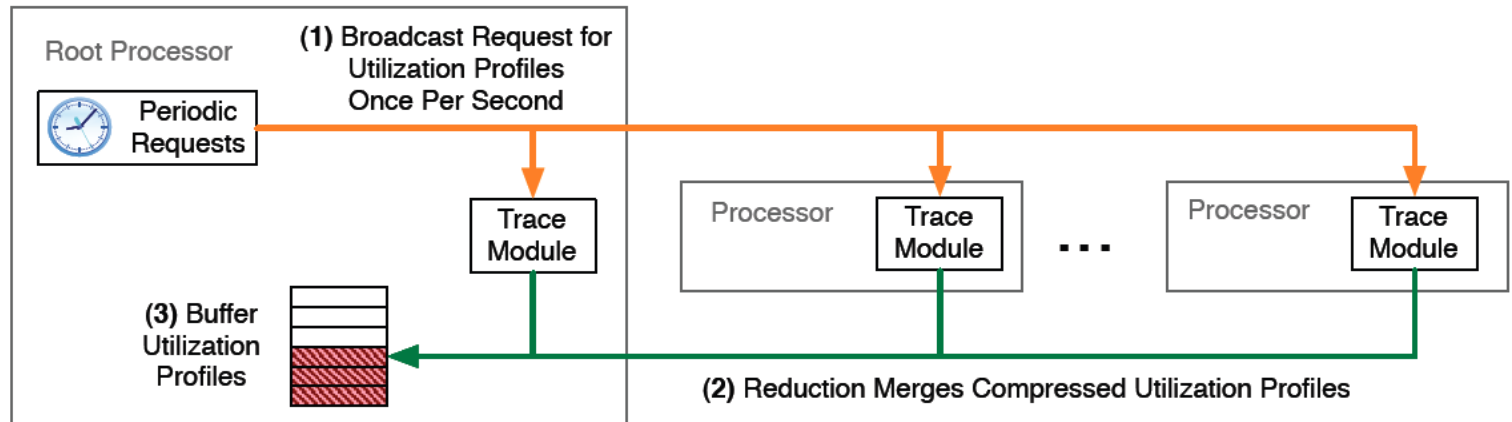 Root Processor
(1) Broadcast Request for
Utilization Profiles
Once Per Second
Periodic
Requests
Trace
Module
Processor
Trace
Module
...
Processor
Trace
Module
(3) Buffer
Utilization
Profiles
(2) Reduction Merges Compressed Utilization Profiles